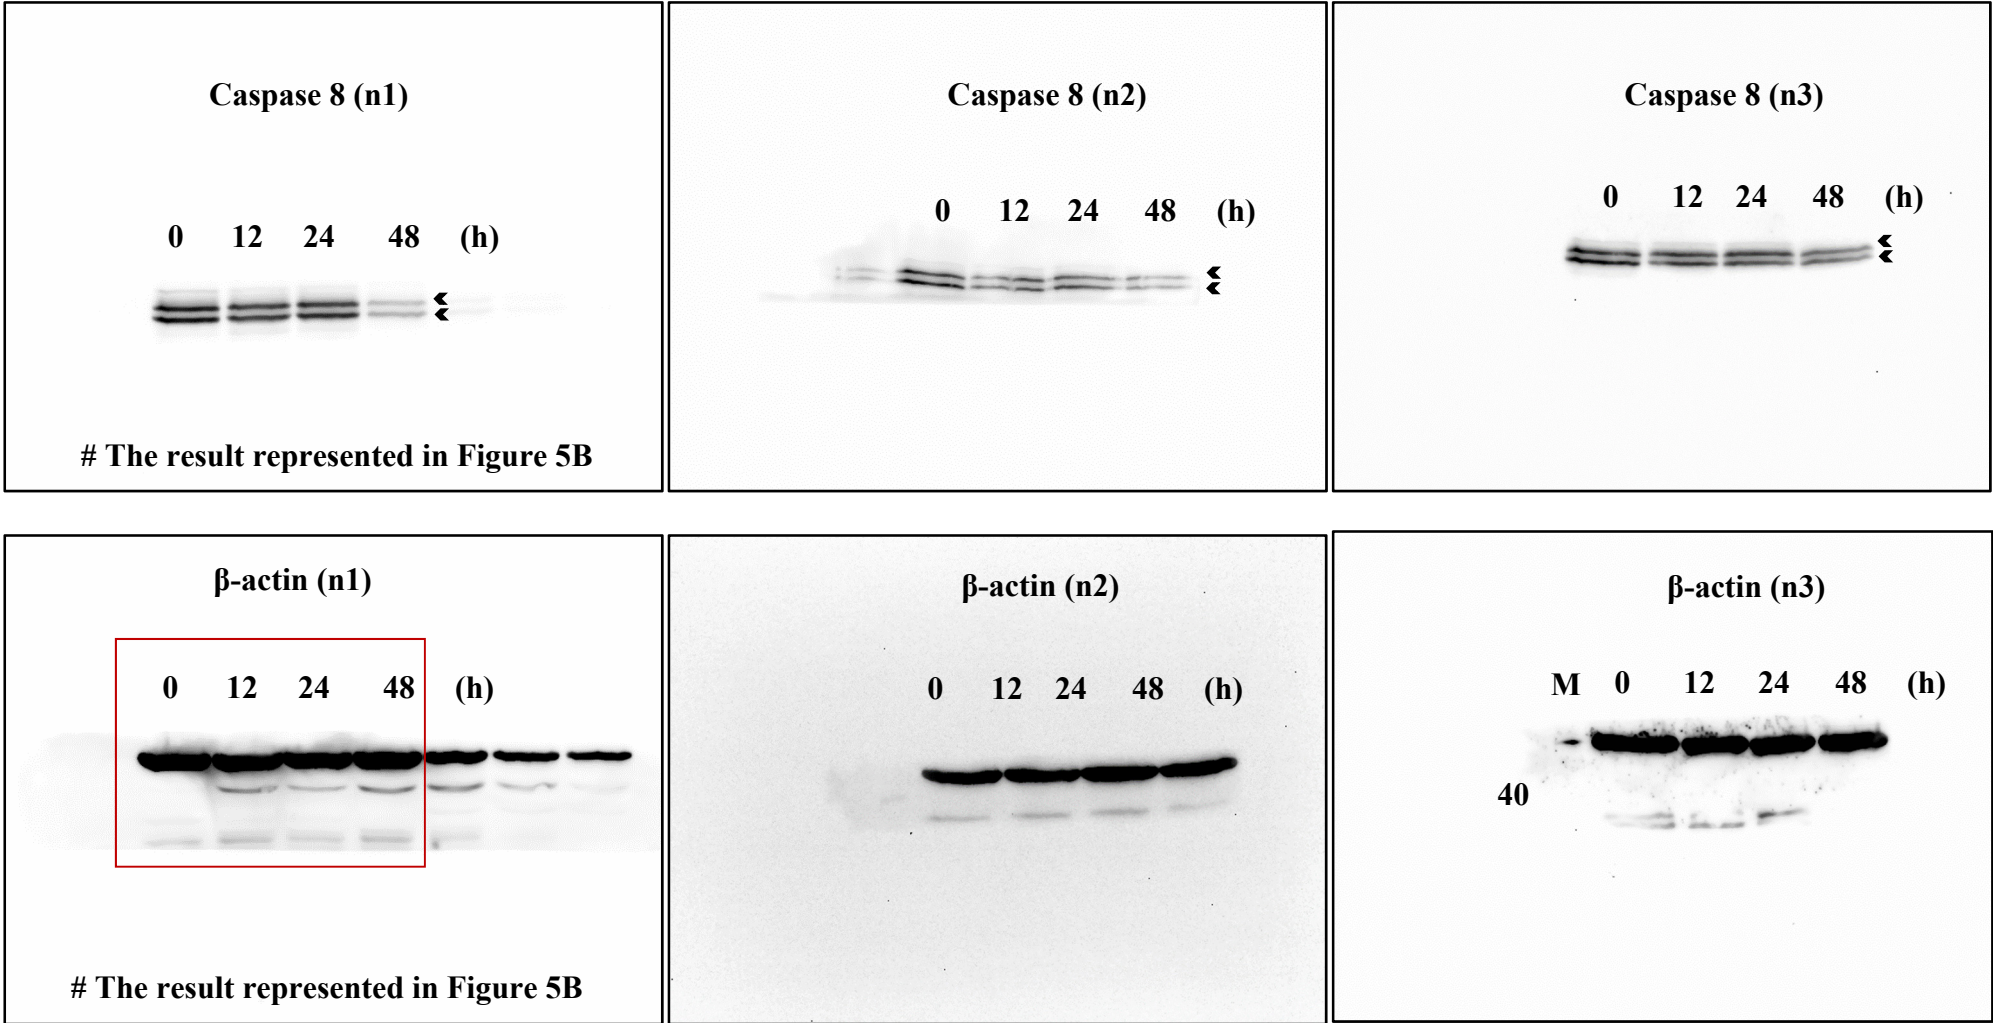 Caspase 8 (n1)
0 12 24 48 (h)
# The result represented in Figure 5B
Caspase 8 (n2)
0 12 24 48 (h)
Caspase 8 (n3)
0 12 24 48 (h)
β-actin (n1)
0 12 24 48 (h)
# The result represented in Figure 5B
β-actin (n2)
0 12 24 48 (h)
β-actin (n3)
M 0 12 24 48 (h)
40